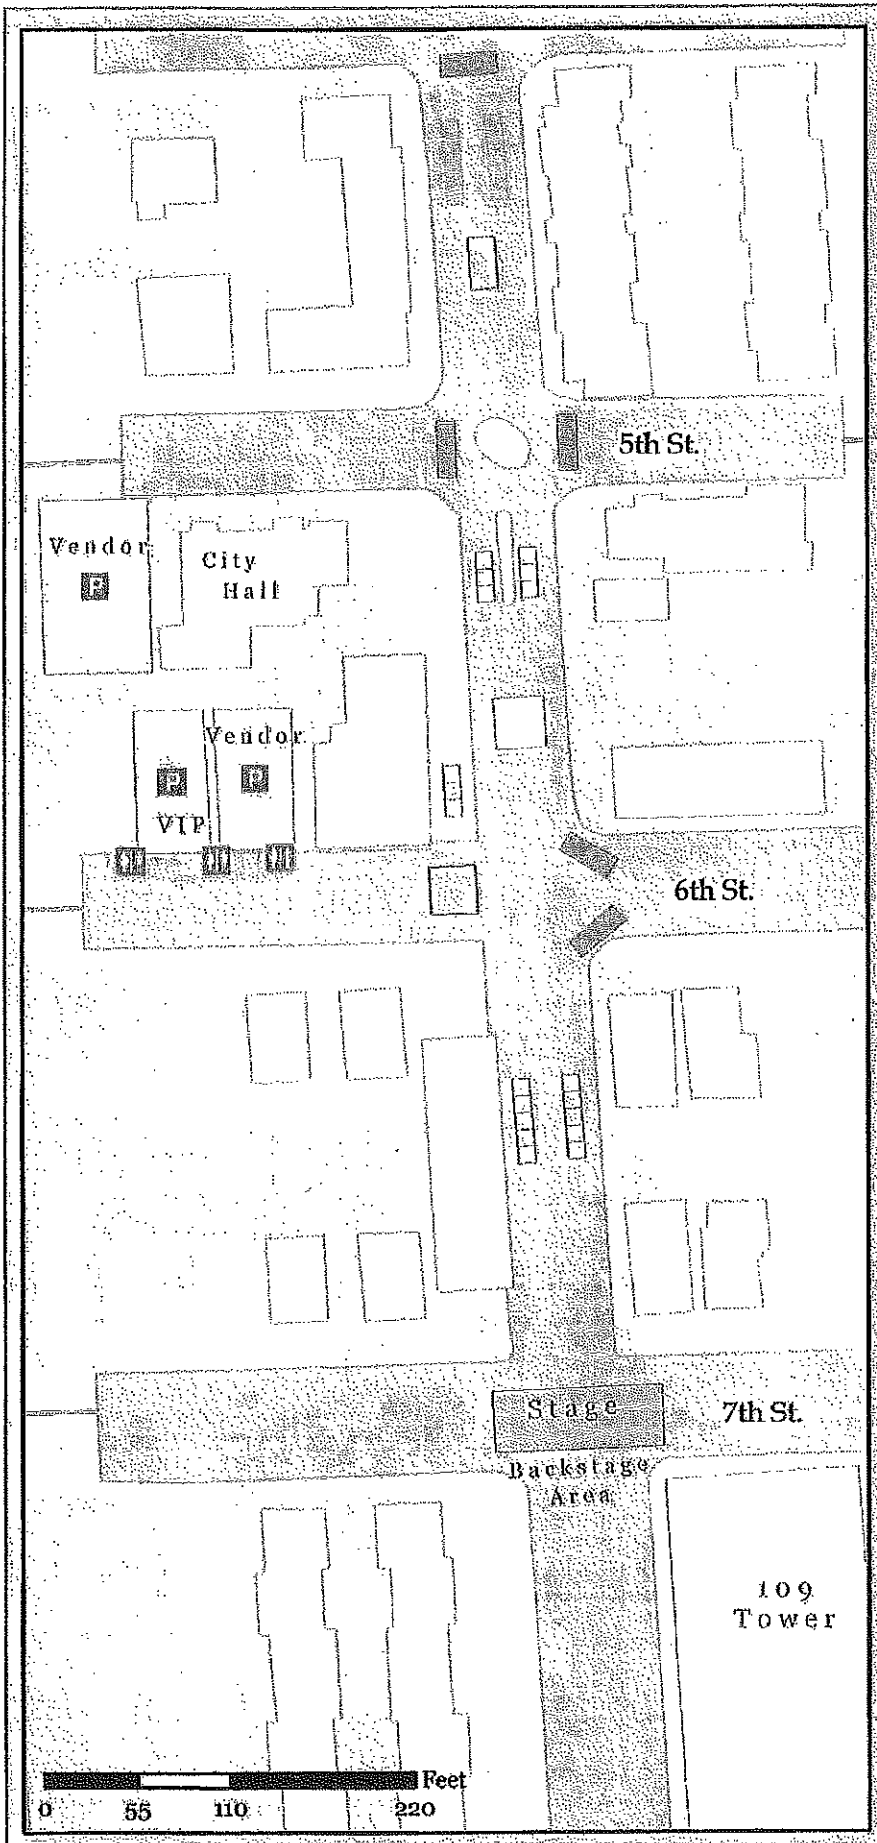 5th St.
Vendor
P
City
Hall
Vendor
P
P
VIP
6th St.
Stage
7th St.
Backstage
Area
109
Tower
Feet
0 55 110 220